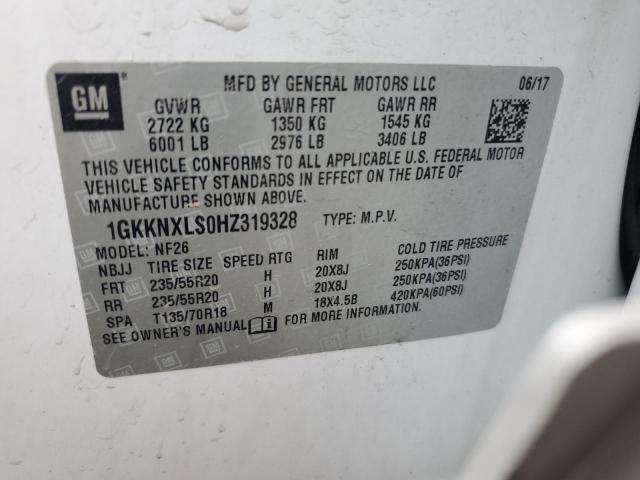 GM
MFD BY GENERAL MOTORS LLC 06/17
GVWR GAWR FRT GAWR RR
2722 KG 1350 KG 1545 KG
6001 LB 2976 LB 3406 LB
THIS VEHICLE CONFORMS TO ALL APPLICABLE U.S. FEDERAL MOTOR
VEHICLE SAFETY STANDARDS IN EFFECT ON THE DATE OF
MANUFACTURE SHOWN ABOVE.
1GKKNXLS0HZ319328 TYPE: M.P.V.
MODEL: NF26
NBJJ TIRE SIZE SPEED RTG RIM COLD TIRE PRESSURE
FRT 235/55R20 H 20X8J 250KPA(36PSI)
RR 235/55R20 H 20X8J 250KPA(36PSI)
SPA T135/70R18 M 18X4.5B 420KPA(60PSI)
SEE OWNER'S MANUAL FOR MORE INFORMATION.